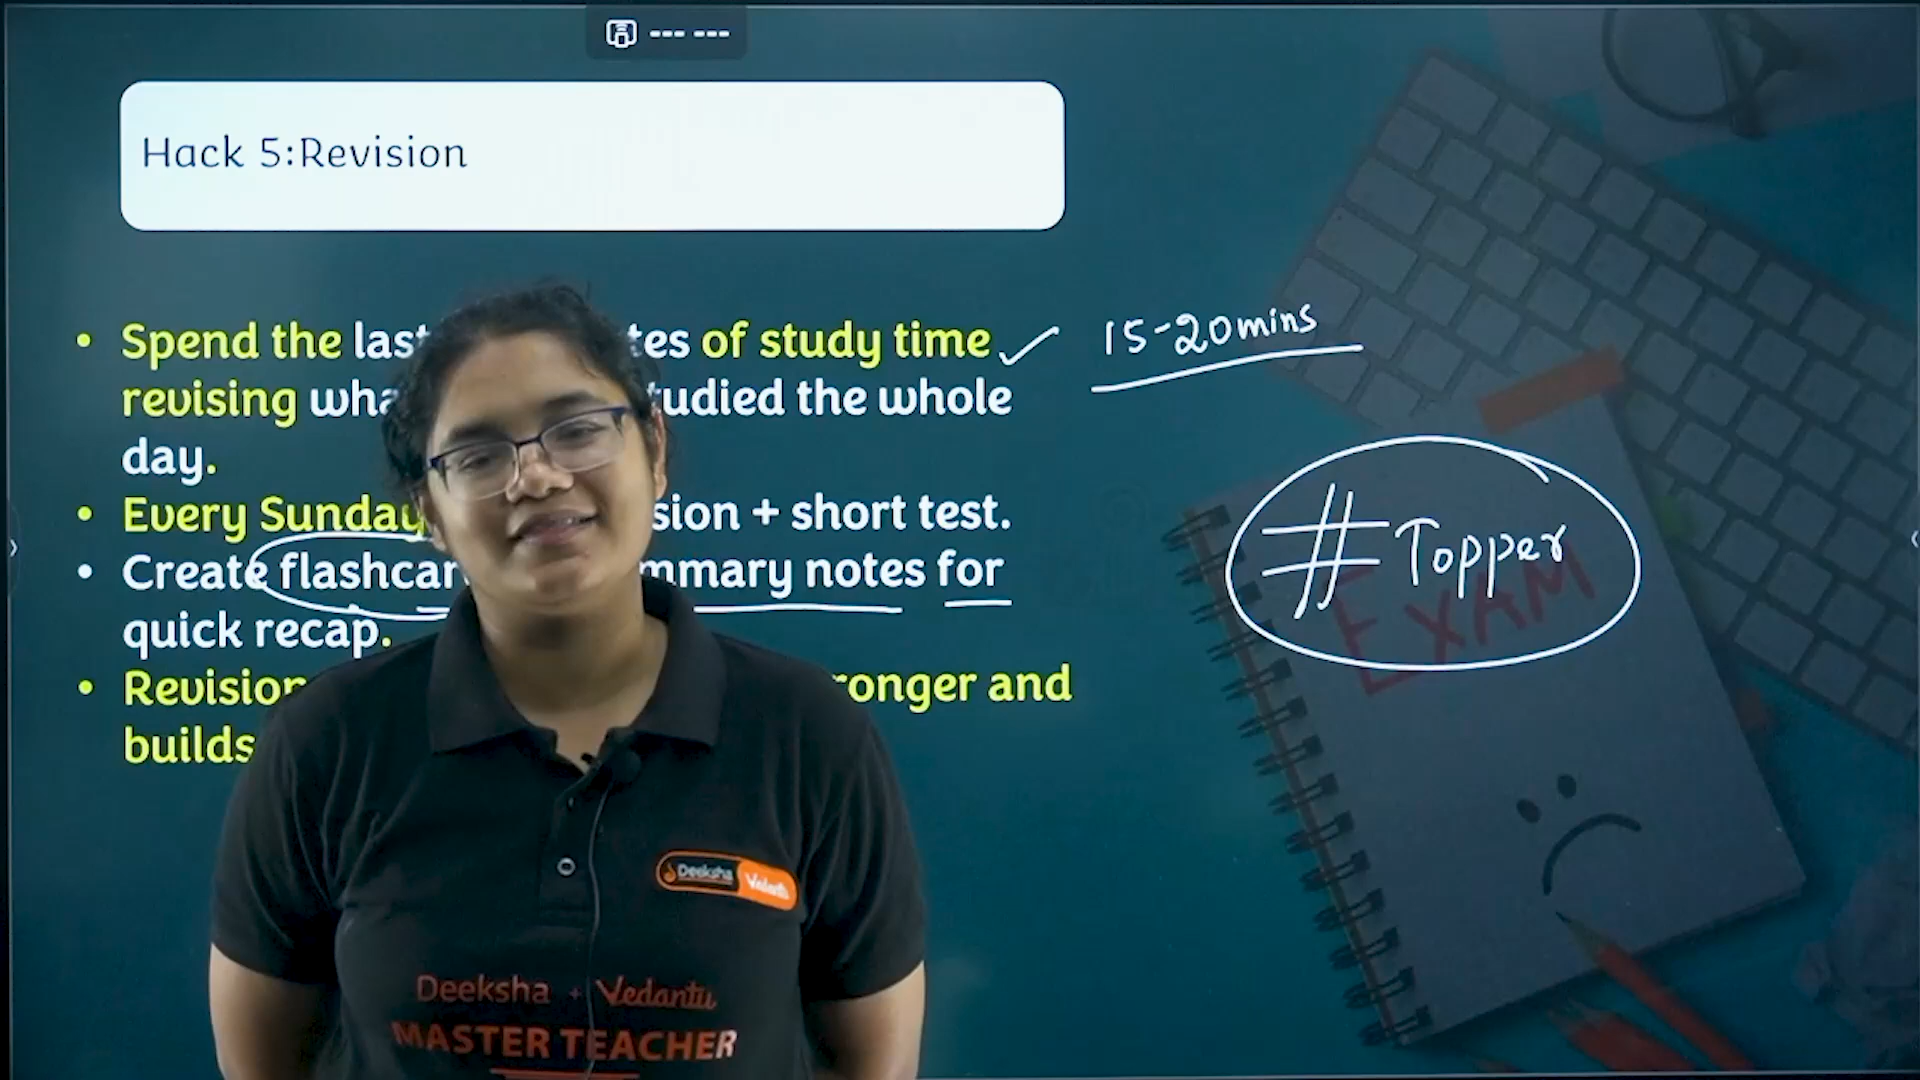 --- ---
Hack 5:Revision
• Spend the last tes of study time
15-20mins
revising wha tudied the whole
day.
• Every Sunday sion + short test.
#Topper
• Create flashcar mmary notes for
EXAM
quick recap.
• Revision ronger and
builds
Deeksha Vedantu
Deeksha + Vedantu
MASTER TEACHER